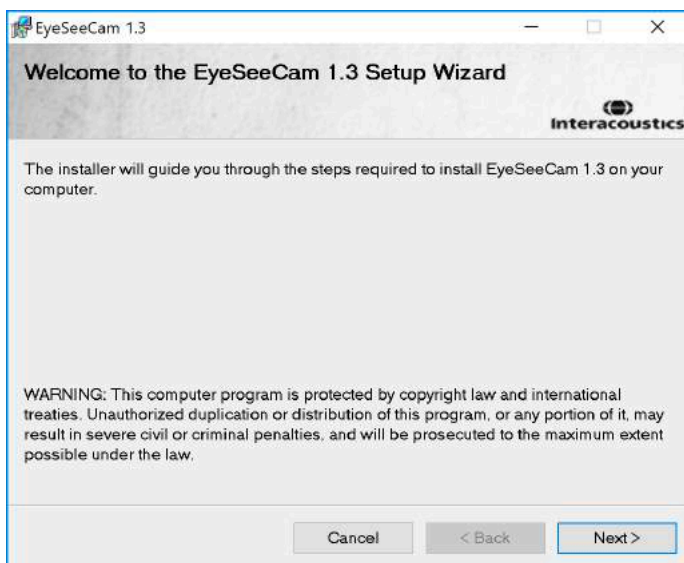 EyeSeeCam 1.3
Welcome to the EyeSeeCam 1.3 Setup Wizard
Interacoustics
The installer will guide you through the steps required to install EyeSeeCam 1.3 on your
computer.
WARNING: This computer program is protected by copyright law and international
treaties. Unauthorized duplication or distribution of this program, or any portion of it, may
result in severe civil or criminal penalties, and will be prosecuted to the maximum extent
possible under the law.
Cancel < Back Next >